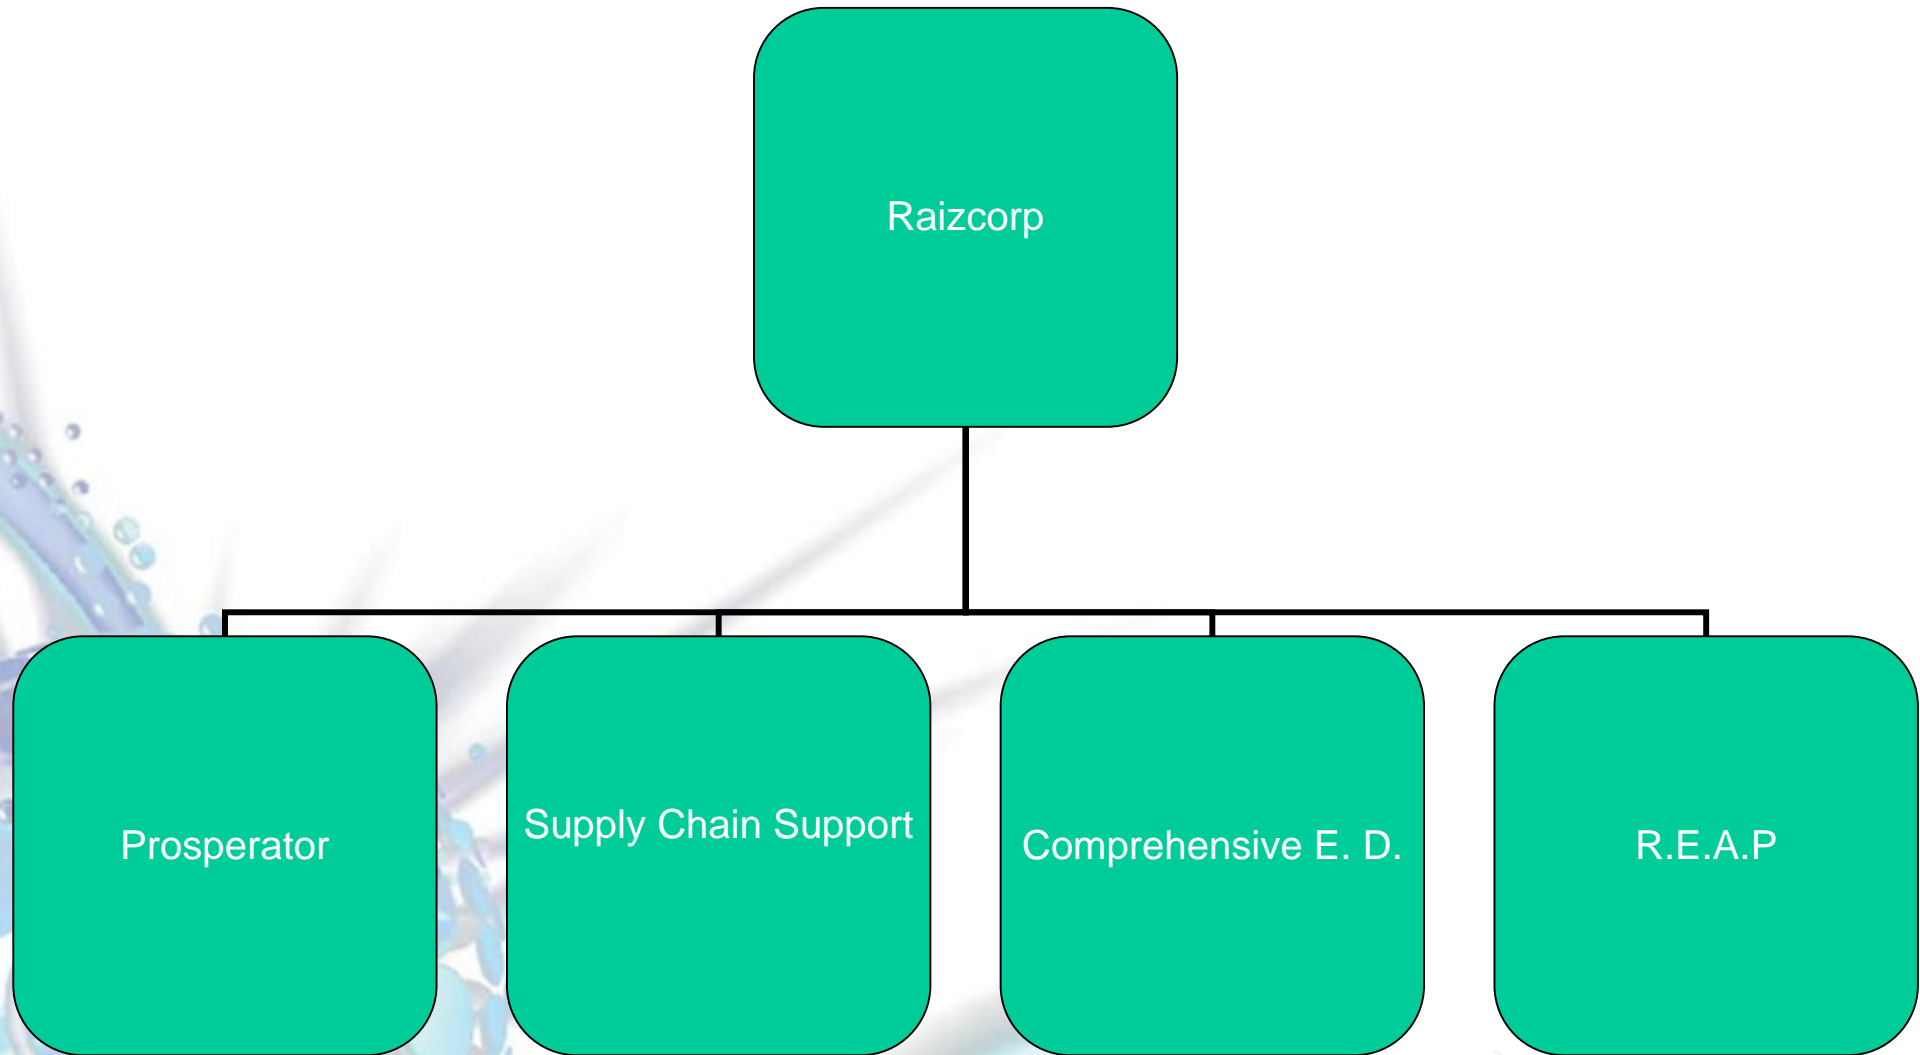 Raizcorp
Prosperator
Supply Chain Support
Comprehensive E. D.
R.E.A.P